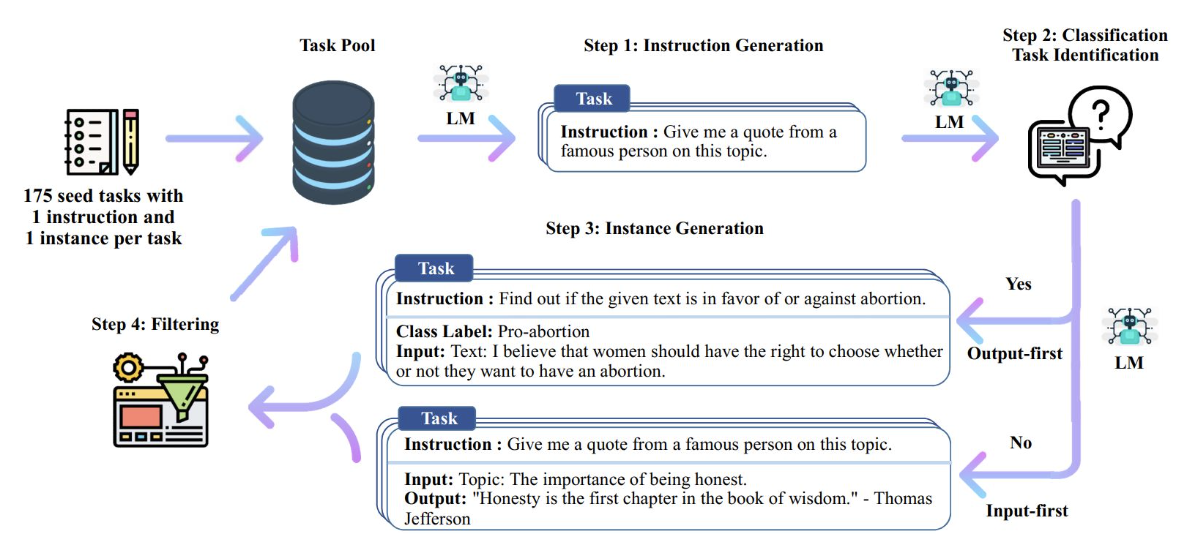 Task Pool
Step 1: Instruction Generation
Step 2: Classification
Task Identification
LM
LM
Task
Instruction : Give me a quote from a
famous person on this topic.
175 seed tasks with
1 instruction and
1 instance per task
Step 3: Instance Generation
Task
Instruction : Find out if the given text is in favor of or against abortion.
Class Label: Pro-abortion
Input: Text: I believe that women should have the right to choose whether
or not they want to have an abortion.
Yes
Output-first
LM
Step 4: Filtering
Task
Instruction : Give me a quote from a famous person on this topic.
Input: Topic: The importance of being honest.
Output: "Honesty is the first chapter in the book of wisdom." - Thomas
Jefferson
No
Input-first